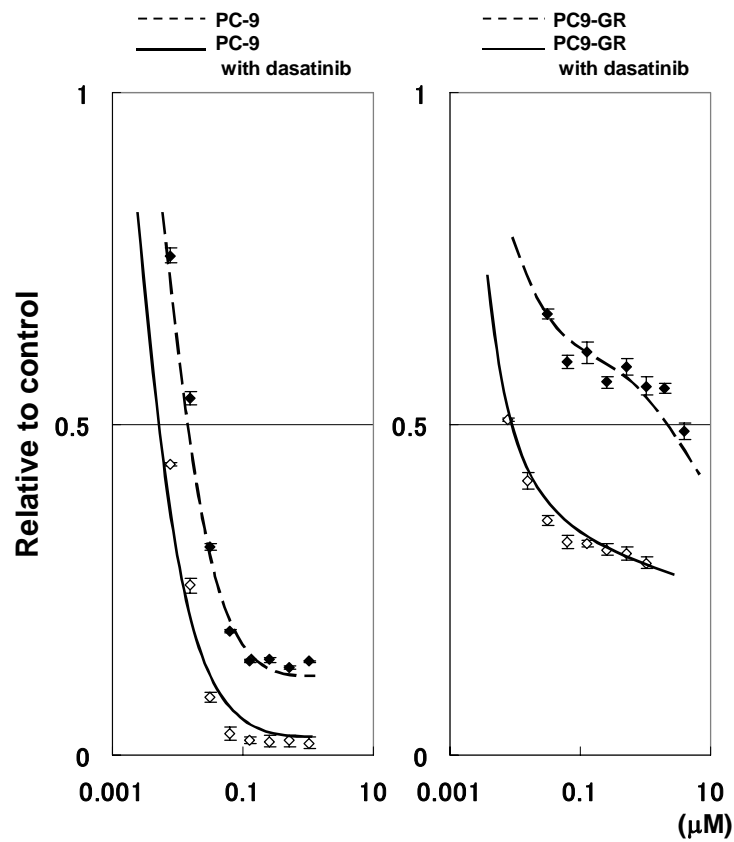 PC-9
PC-9
with dasatinib
PC9-GR
PC9-GR
with dasatinib
Relative to control
1
0.5
0
0.001
0.1
10
1
0.5
0
0.001
0.1
10
(μM)